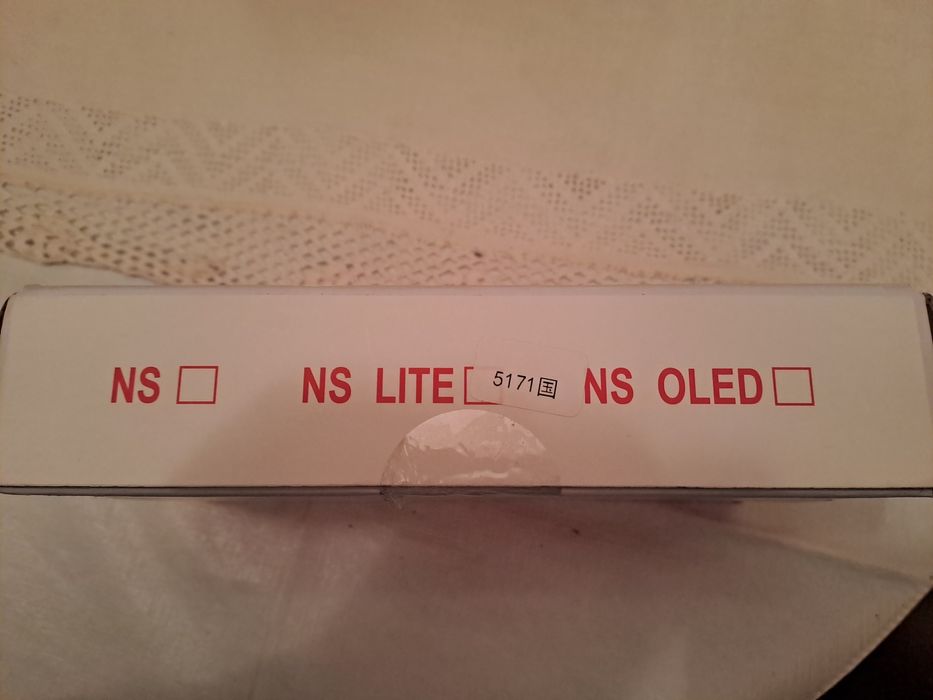 NS □ NS LITE □ 5171国 NS OLED □